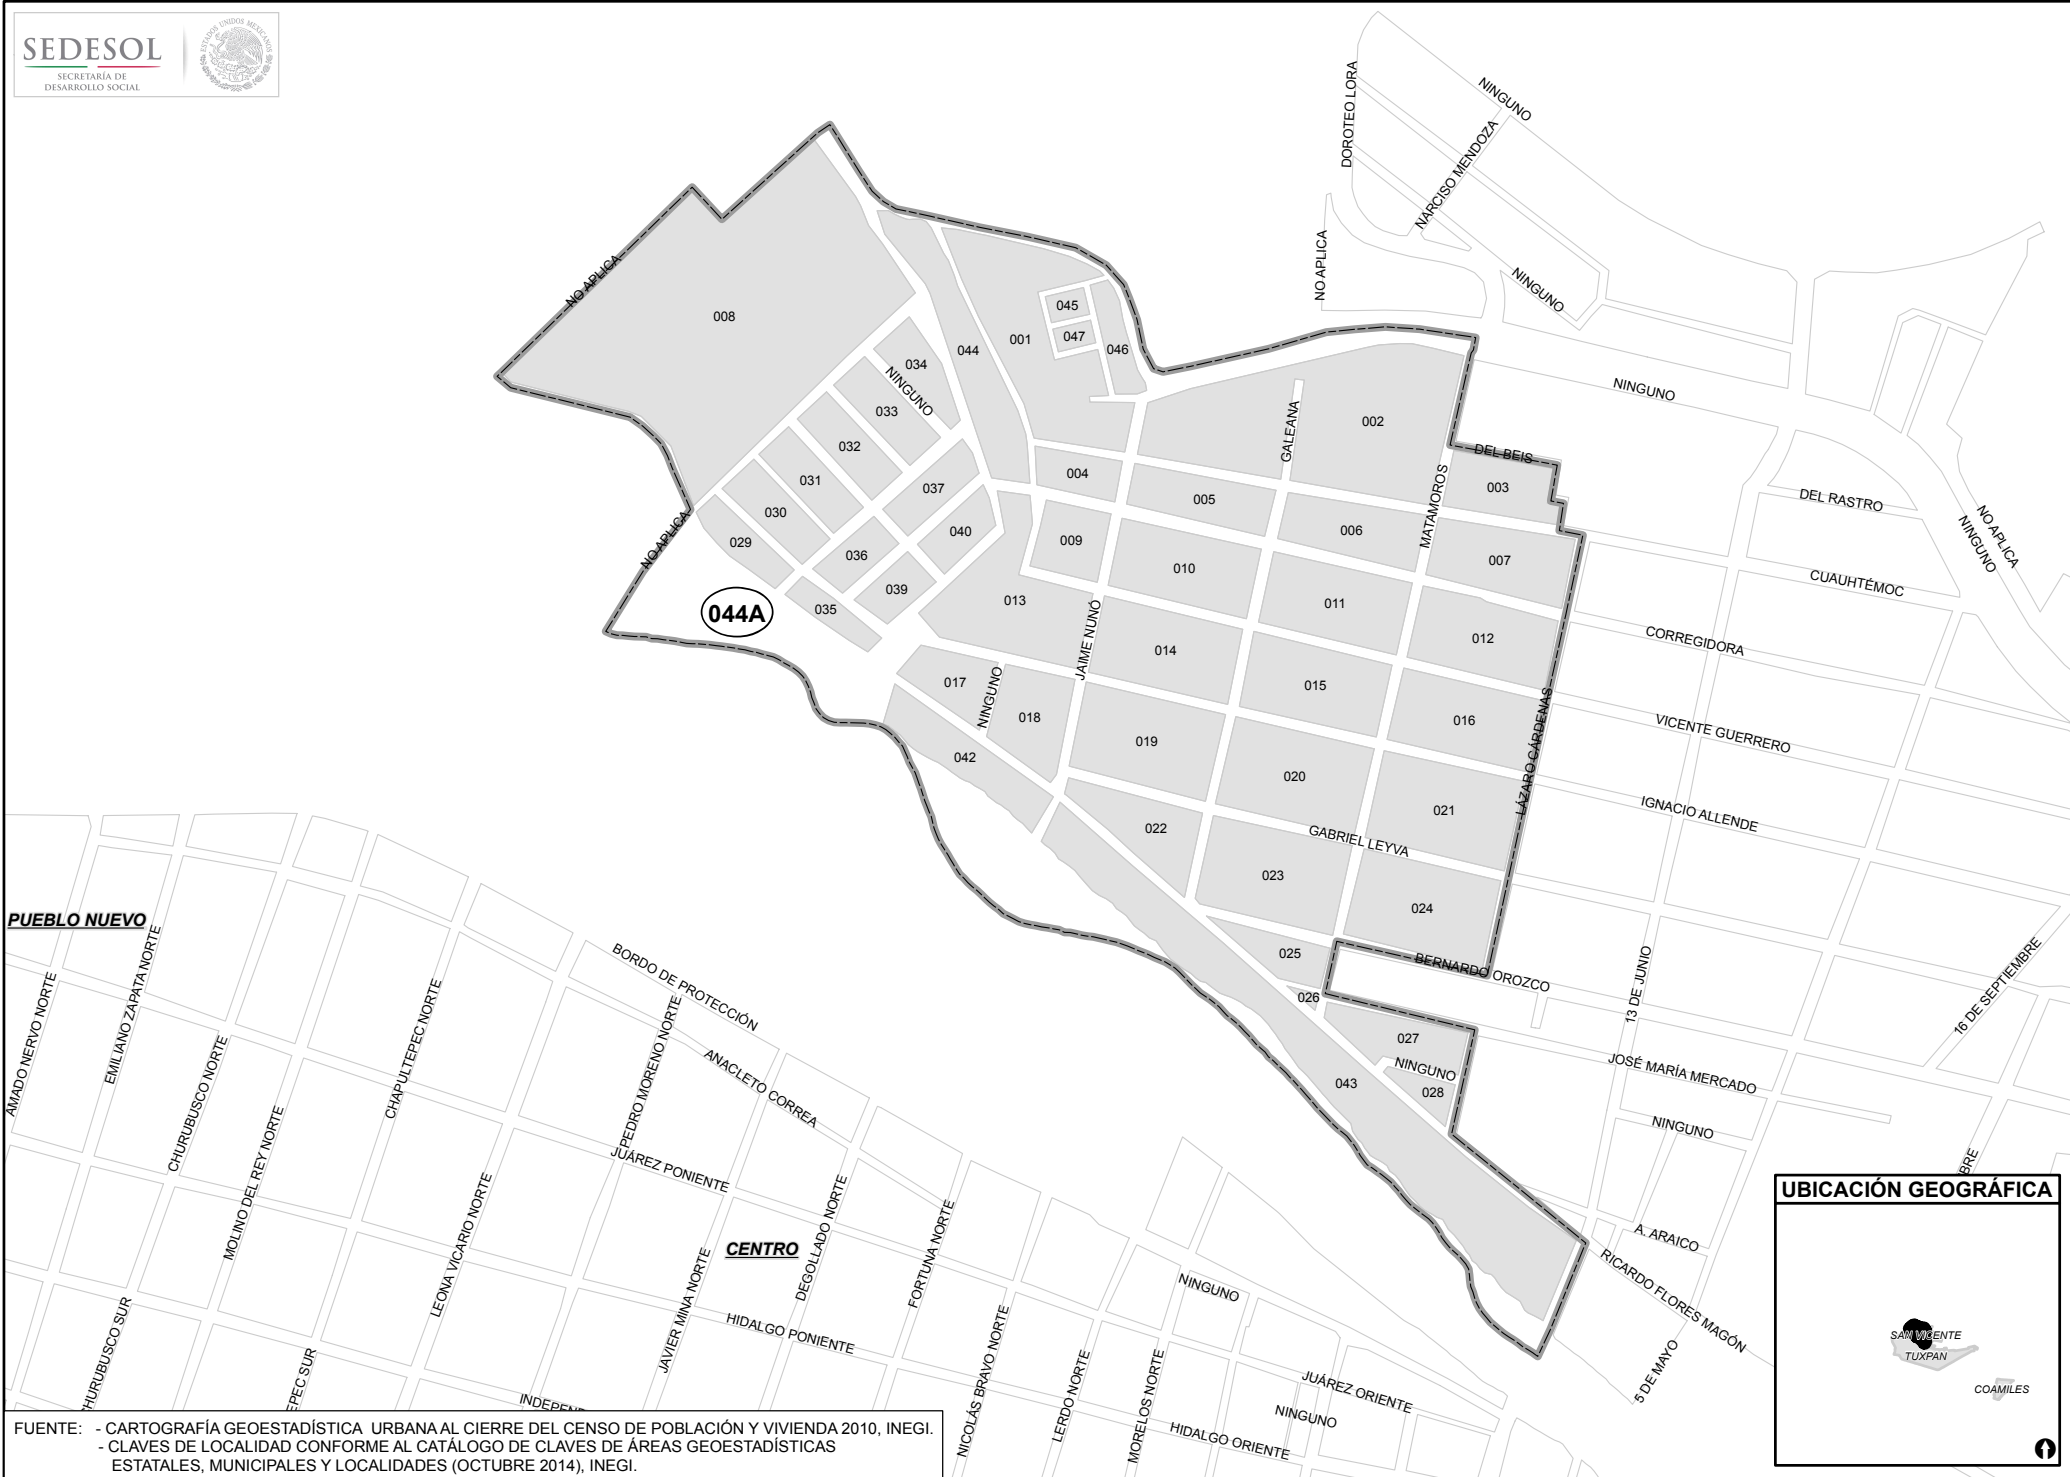 SEDESOL
SECRETARÍA DE
DESARROLLO SOCIAL
ESTADOS UNIDOS MEXICANOS
NINGUNO
DOROTEO LORA
NARCISO MENDOZA
NO APLICA
NINGUNO
NO APLICA
008
045
047
046
001
044
034
NINGUNO
033
032
031
030
029
037
040
036
039
035
044A
NO APLICA
002
GALEANA
NINGUNO
DEL BEIS
003
MATAMOROS
004
005
006
007
009
010
011
012
013
014
015
016
JAIME NUNÓ
LÁZARO CÁRDENAS
DEL RASTRO
NO APLICA
NINGUNO
CUAUHTÉMOC
CORREGIDORA
VICENTE GUERRERO
IGNACIO ALLENDE
017
NINGUNO
018
019
020
021
042
022
GABRIEL LEYVA
023
024
025
026
BERNARDO OROZCO
13 DE JUNIO
16 DE SEPTIEMBRE
027
NINGUNO
028
043
JOSÉ MARÍA MERCADO
NINGUNO
BRE
A. ARAICO
RICARDO FLORES MAGÓN
5 DE MAYO
PUEBLO NUEVO
AMADO NERVO NORTE
EMILIANO ZAPATA NORTE
CHURUBUSCO NORTE
MOLINO DEL REY NORTE
CHAPULTEPEC NORTE
LEONA VICARIO NORTE
BORDO DE PROTECCIÓN
PEDRO MORENO NORTE
ANACLETO CORREA
JUÁREZ PONIENTE
CENTRO
JAVIER MINA NORTE
DEGOLLADO NORTE
FORTUNA NORTE
HIDALGO PONIENTE
HURUBUSCO SUR
EPEC SUR
INDEPEN
NICOLÁS BRAVO NORTE
LERDO NORTE
MORELOS NORTE
NINGUNO
JUÁREZ ORIENTE
NINGUNO
HIDALGO ORIENTE
UBICACIÓN GEOGRÁFICA
SAN VICENTE
TUXPAN
COAMILES
FUENTE: - CARTOGRAFÍA GEOESTADÍSTICA URBANA AL CIERRE DEL CENSO DE POBLACIÓN Y VIVIENDA 2010, INEGI.
- CLAVES DE LOCALIDAD CONFORME AL CATÁLOGO DE CLAVES DE ÁREAS GEOESTADÍSTICAS
ESTATALES, MUNICIPALES Y LOCALIDADES (OCTUBRE 2014), INEGI.